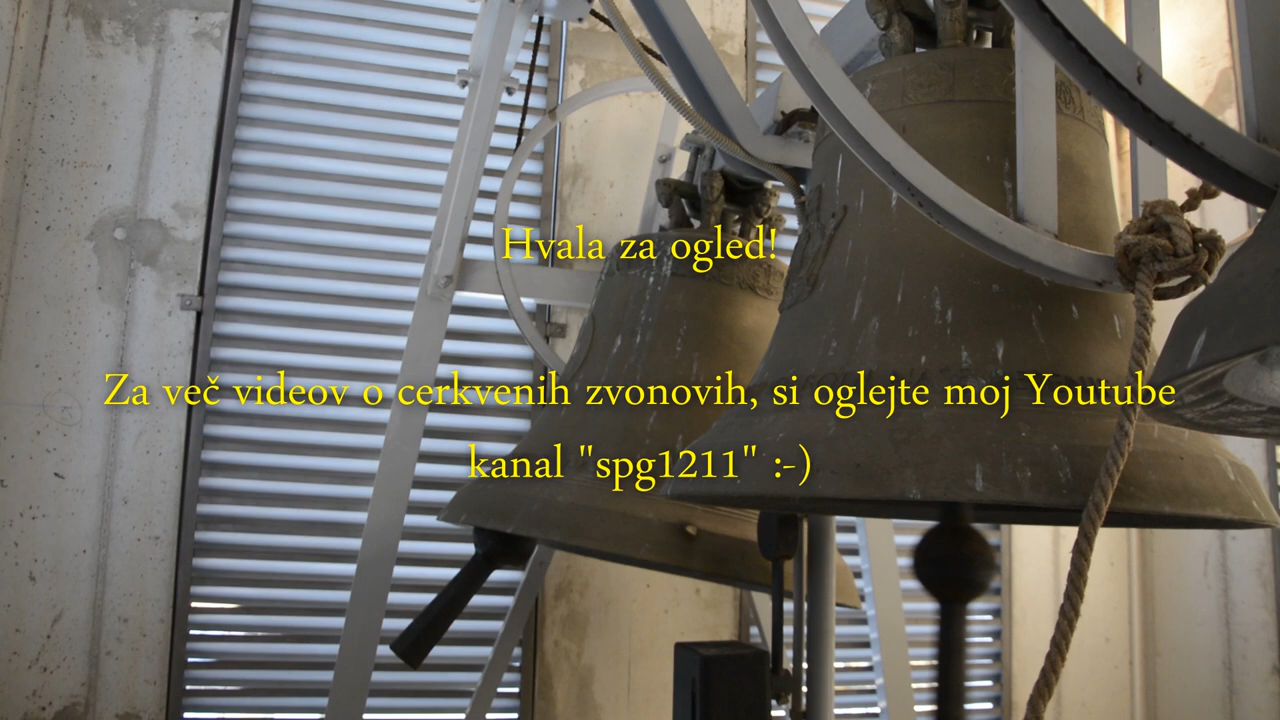 Hvala za ogled!
Za več videov o cerkvenih zvonovih, si oglejte moj Youtube
kanal "spg1211" :-)